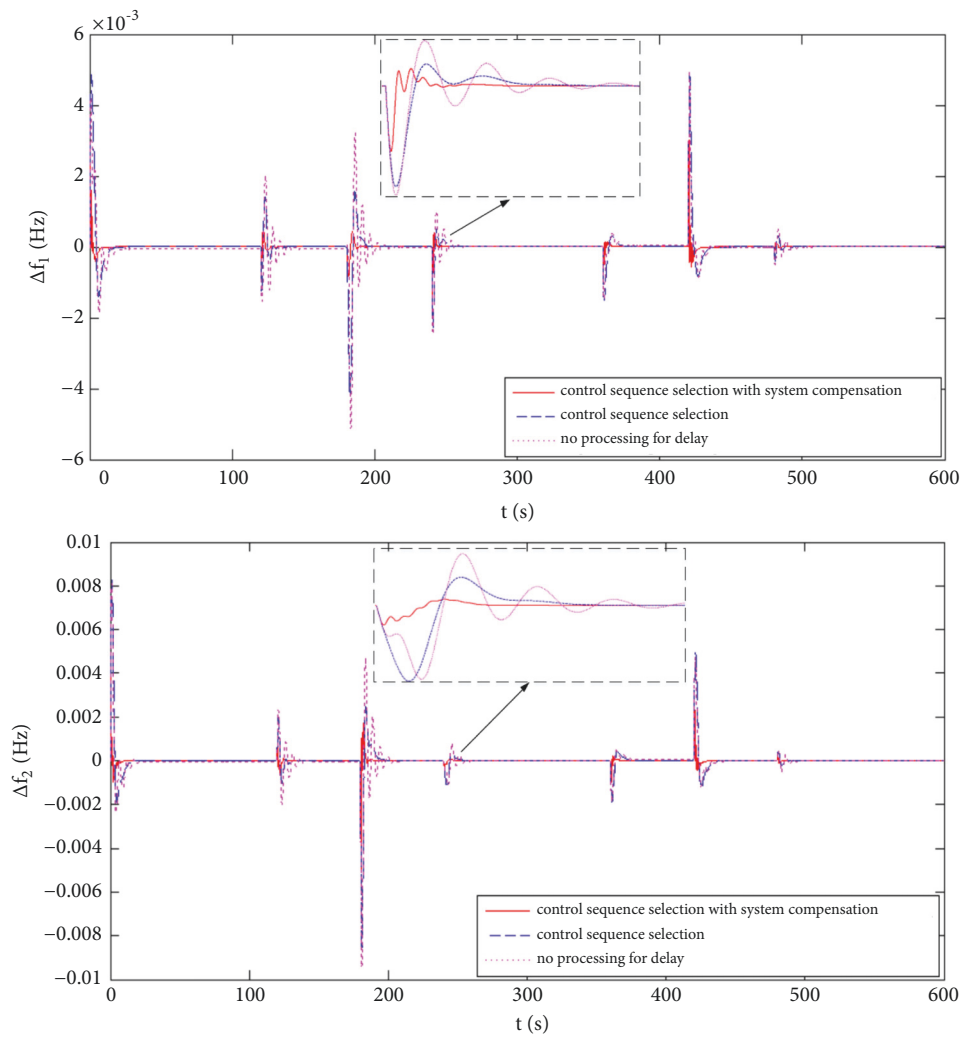 ×10⁻³
6
4
2
0
−2
−4
−6
Δf₁ (Hz)
control sequence selection with system compensation
control sequence selection
no processing for delay
0 100 200 300 400 500 600
t (s)
0.01
0.008
0.006
0.004
0.002
0
−0.002
−0.004
−0.006
−0.008
−0.01
Δf₂ (Hz)
control sequence selection with system compensation
control sequence selection
no processing for delay
0 100 200 300 400 500 600
t (s)